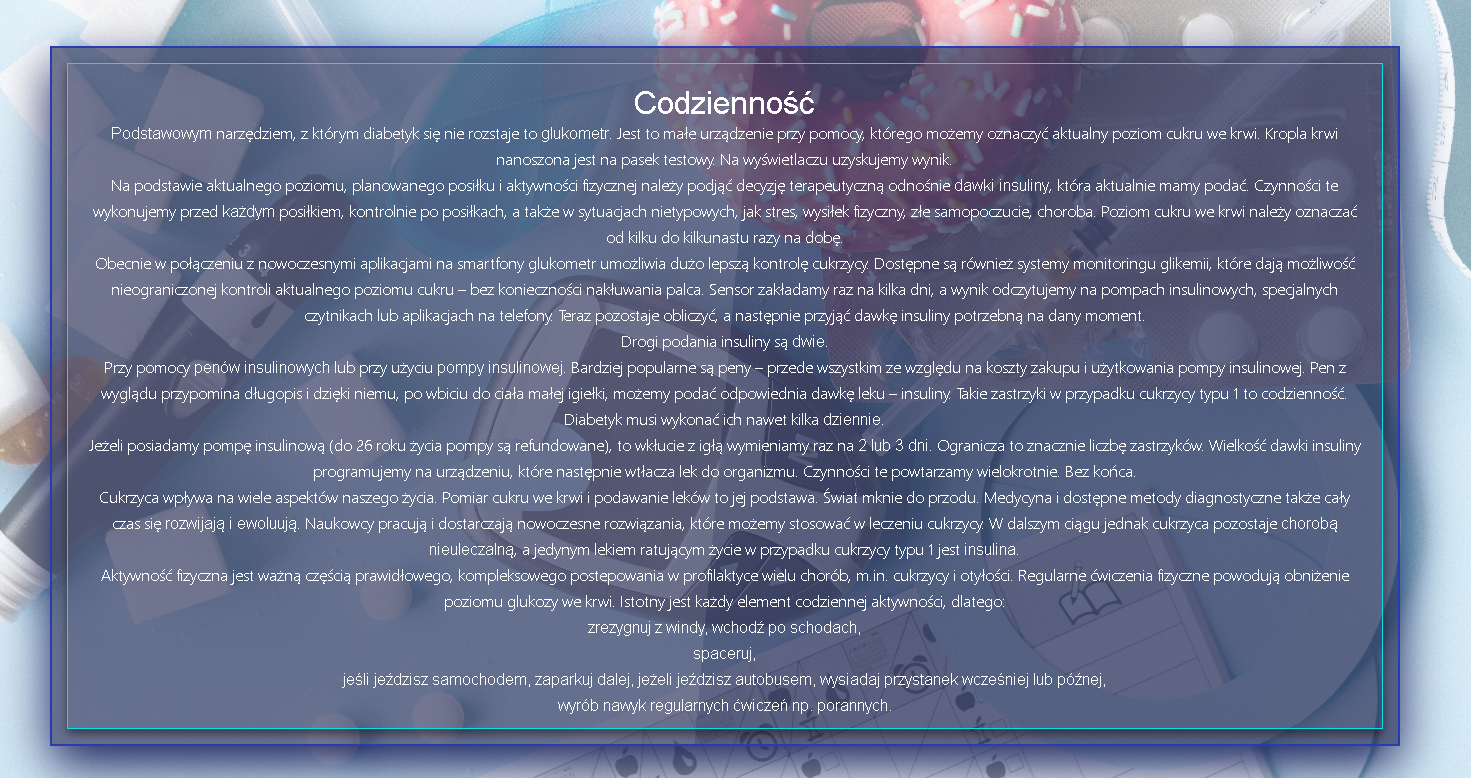 Codzienność
Podstawowym narzędziem, z którym diabetyk się nie rozstaje to glukometr. Jest to małe urządzenie przy pomocy, którego możemy oznaczyć aktualny poziom cukru we krwi. Kropla krwi
nanoszona jest na pasek testowy. Na wyświetlaczu uzyskujemy wynik.
Na podstawie aktualnego poziomu, planowanego posiłku i aktywności fizycznej należy podjąć decyzję terapeutyczną odnośnie dawki insuliny, która aktualnie mamy podać. Czynności te
wykonujemy przed każdym posiłkiem, kontrolnie po posiłkach, a także w sytuacjach nietypowych, jak stres, wysiłek fizyczny, złe samopoczucie, choroba. Poziom cukru we krwi należy oznaczać
od kilku do kilkunastu razy na dobę.
Obecnie w połączeniu z nowoczesnymi aplikacjami na smartfony glukometr umożliwia dużo lepszą kontrolę cukrzycy. Dostępne są również systemy monitoringu glikemii, które dają możliwość
nieograniczonej kontroli aktualnego poziomu cukru – bez konieczności nakłuwania palca. Sensor zakładamy raz na kilka dni, a wynik odczytujemy na pompach insulinowych, specjalnych
czytnikach lub aplikacjach na telefony. Teraz pozostaje obliczyć, a następnie przyjąć dawkę insuliny potrzebną na dany moment.
Drogi podania insuliny są dwie.
Przy pomocy penów insulinowych lub przy użyciu pompy insulinowej. Bardziej popularne są peny – przede wszystkim ze względu na koszty zakupu i użytkowania pompy insulinowej. Pen z
wyglądu przypomina długopis i dzięki niemu, po wbiciu do ciała małej igiełki, możemy podać odpowiednia dawkę leku – insuliny. Takie zastrzyki w przypadku cukrzycy typu 1 to codzienność.
Diabetyk musi wykonać ich nawet kilka dziennie.
Jeżeli posiadamy pompę insulinową (do 26 roku życia pompy są refundowane), to wkłucie z igłą wymieniamy raz na 2 lub 3 dni. Ogranicza to znacznie liczbę zastrzyków. Wielkość dawki insuliny
programujemy na urządzeniu, które następnie wtłacza lek do organizmu. Czynności te powtarzamy wielokrotnie. Bez końca.
Cukrzyca wpływa na wiele aspektów naszego życia. Pomiar cukru we krwi i podawanie leków to jej podstawa. Świat mknie do przodu. Medycyna i dostępne metody diagnostyczne także cały
czas się rozwijają i ewoluują. Naukowcy pracują i dostarczają nowoczesne rozwiązania, które możemy stosować w leczeniu cukrzycy. W dalszym ciągu jednak cukrzyca pozostaje chorobą
nieuleczalną, a jedynym lekiem ratującym życie w przypadku cukrzycy typu 1 jest insulina.
Aktywność fizyczna jest ważną częścią prawidłowego, kompleksowego postepowania w profilaktyce wielu chorób, m.in. cukrzycy i otyłości. Regularne ćwiczenia fizyczne powodują obniżenie
poziomu glukozy we krwi. Istotny jest każdy element codziennej aktywności, dlatego:
zrezygnuj z windy, wchodź po schodach,
spaceruj,
jeśli jeździsz samochodem, zaparkuj dalej, jeżeli jeździsz autobusem, wysiadaj przystanek wcześniej lub później,
wyrób nawyk regularnych ćwiczeń np. porannych.